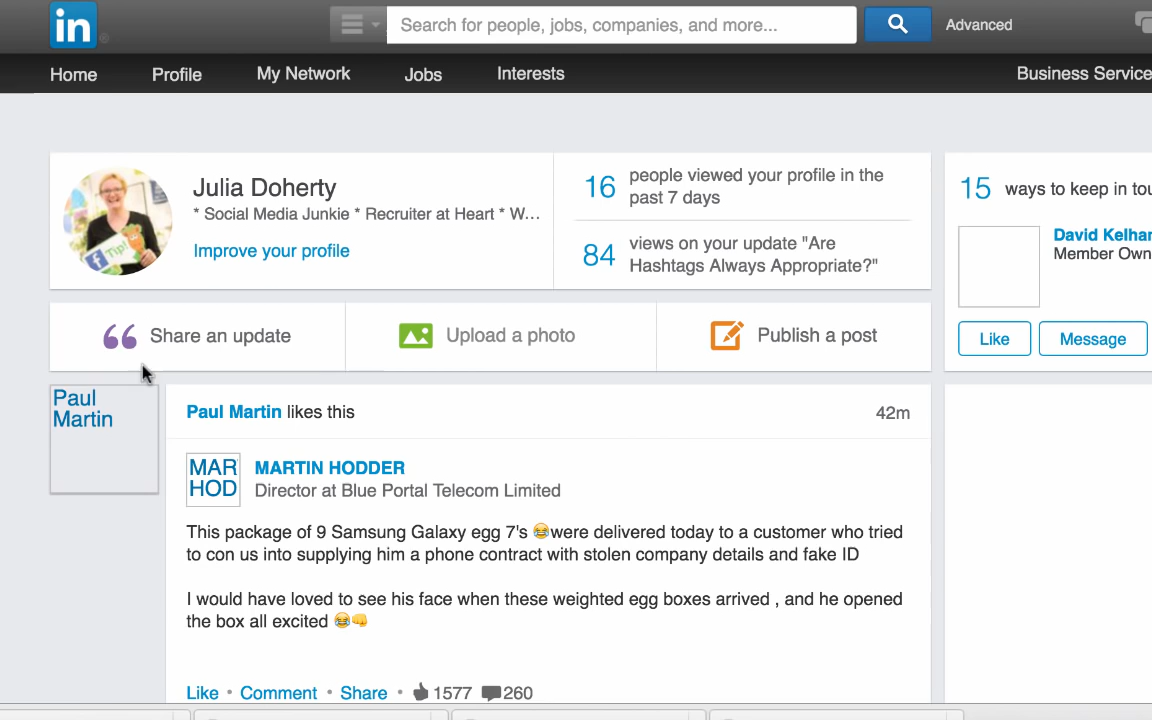 in
Search for people, jobs, companies, and more...
Advanced
Home
Profile
My Network
Jobs
Interests
Business Service
Julia Doherty
* Social Media Junkie * Recruiter at Heart * W...
Improve your profile
Tip!
f
16
people viewed your profile in the
past 7 days
84
views on your update "Are
Hashtags Always Appropriate?"
15 ways to keep in tou
David Kelhar
Member Own
Like
Message
Share an update
Upload a photo
Publish a post
Paul
Martin
Paul Martin likes this
42m
MAR
HOD
MARTIN HODDER
Director at Blue Portal Telecom Limited
This package of 9 Samsung Galaxy egg 7's 😂were delivered today to a customer who tried
to con us into supplying him a phone contract with stolen company details and fake ID
I would have loved to see his face when these weighted egg boxes arrived , and he opened
the box all excited 😂👊
Like • Comment • Share • 1577 260